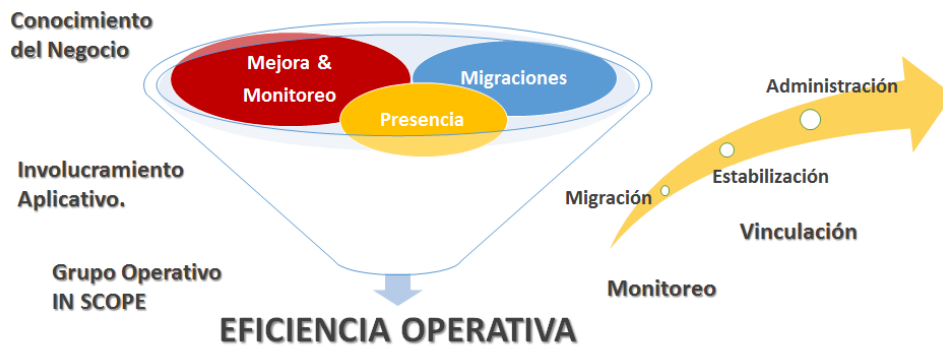 Conocimiento
del Negocio
Mejora &
Monitoreo
Migraciones
Presencia
Administración
Involucramiento
Aplicativo.
Estabilización
Migración
Vinculación
Grupo Operativo
IN SCOPE
Monitoreo
EFICIENCIA OPERATIVA